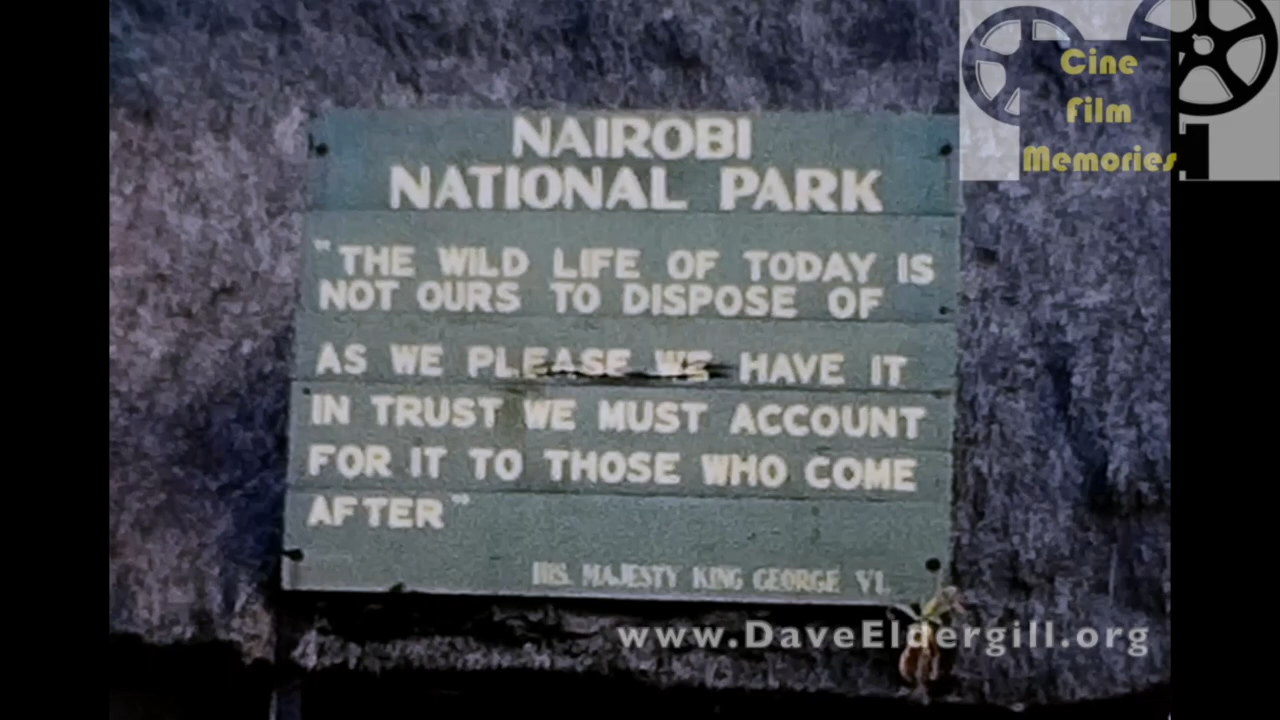 Cine
Film
Memories
NAIROBI
NATIONAL PARK
"THE WILD LIFE OF TODAY IS
NOT OURS TO DISPOSE OF
AS WE PLEASE WE HAVE IT
IN TRUST WE MUST ACCOUNT
FOR IT TO THOSE WHO COME
AFTER"
HIS. MAJESTY KING GEORGE VI.
www.DaveEldergill.org